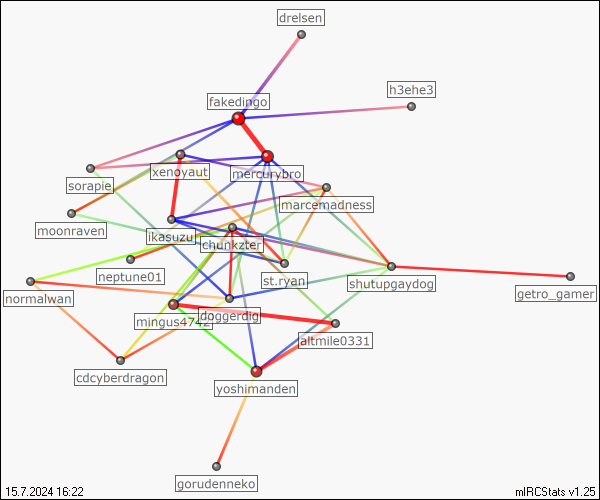 drelsen
h3ehe3
fakedingo
xenoyaut
mercurybro
sorapie
marcemadness
moonraven
ikasuzui
chunkzter
neptune01
st.ryan
shutupgaydog
getro_gamer
normalwan
mingus4742
doggerdig
altmile0331
cdcyberdragon
yoshimanden
gorudenneko
15.7.2024 16:22
mIRCStats v1.25